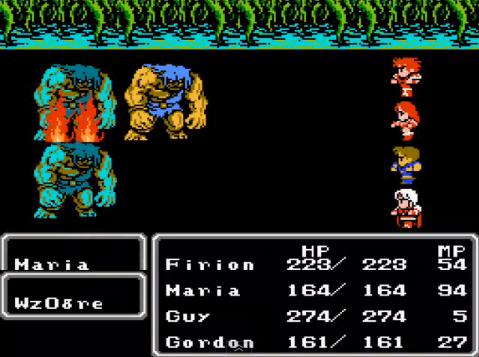 HP MP
Firion 223/ 223 54
Maria
Maria 164/ 164 94
WzOgre
Guy 274/ 274 5
Gordon 161/ 161 27